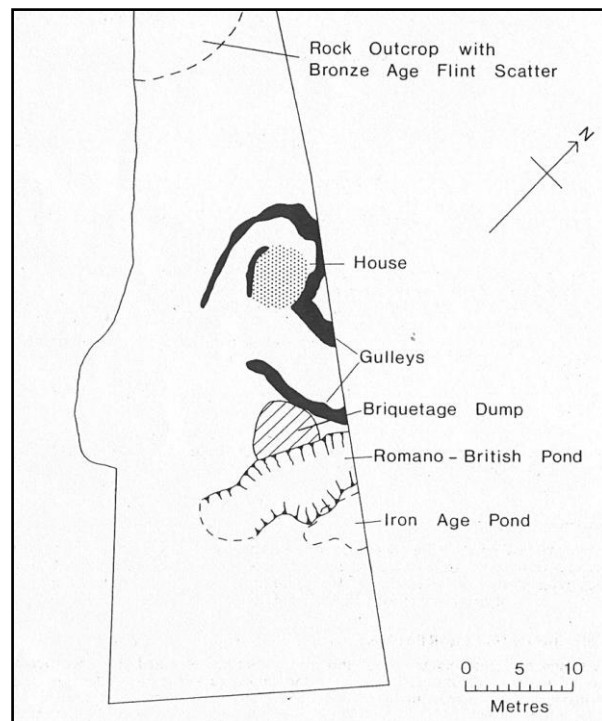 Rock Outcrop with
Bronze Age Flint Scatter
N
House
Gulleys
Briquetage Dump
Romano-British Pond
Iron Age Pond
0 5 10
Metres